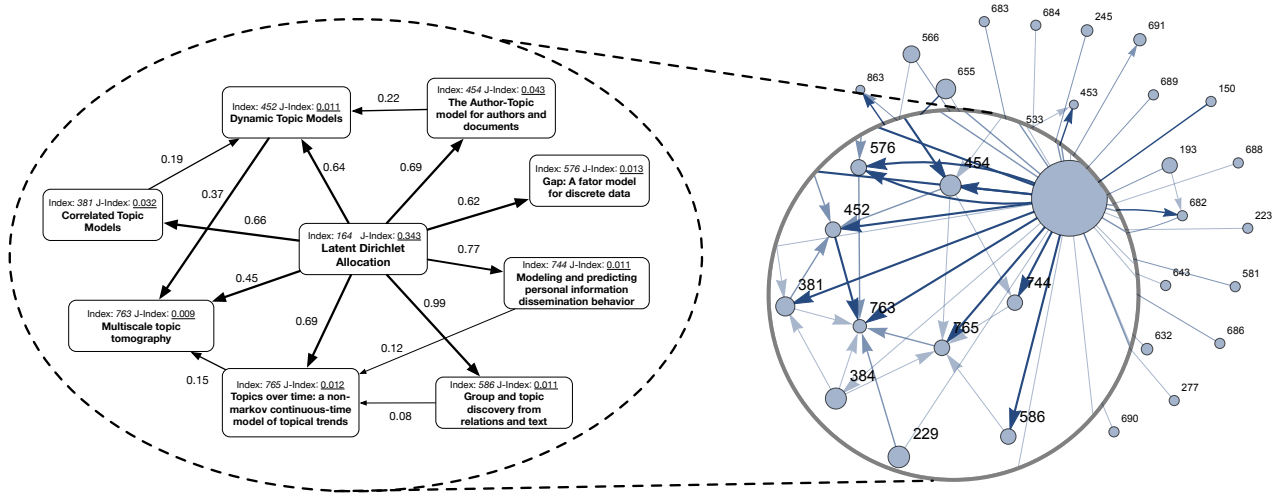 Index: 452 J-Index: 0.011
Dynamic Topic Models
0.22
Index: 454 J-Index: 0.043
The Author-Topic
model for authors and
documents
0.19
0.37
0.64
0.69
Index: 576 J-Index: 0.013
Gap: A fator model
for discrete data
0.62
Index: 381 J-Index: 0.032
Correlated Topic
Models
0.66
Index: 164 J-Index: 0.343
Latent Dirichlet
Allocation
0.77
Index: 744 J-Index: 0.011
Modeling and predicting
personal information
dissemination behavior
0.45
0.99
Index: 763 J-Index: 0.009
Multiscale topic
tomography
0.69
0.12
0.15
Index: 765 J-Index: 0.012
Topics over time: a non-
markov continuous-time
model of topical trends
0.08
Index: 586 J-Index: 0.011
Group and topic
discovery from
relations and text
683
684
245
691
566
655
863
453
689
150
533
576
454
193
688
452
682
223
381
744
643
581
763
765
632
686
384
277
586
690
229